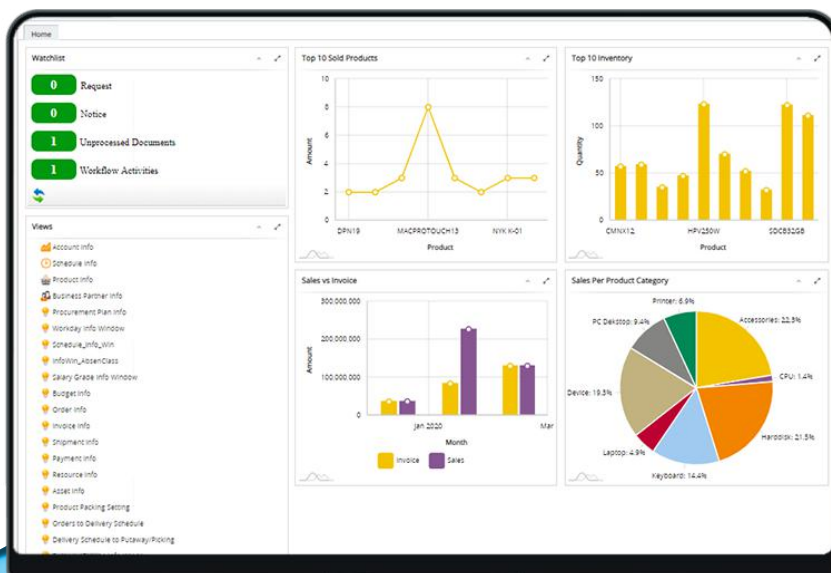 Home
Watchlist
0 Request
0 Notice
1 Unprocessed Documents
1 Workflow Activities
Views
Account Info
Schedule Info
Product Info
Business Partner Info
Procurement Plan Info
Workday Info Window
Schedule_Info_Win
InfoWin_AbsenClass
Salary Grade Info Window
Budget Info
Order Info
Invoice Info
Shipment Info
Payment Info
Resource Info
Asset Info
Product Packing Setting
Orders to Delivery Schedule
Delivery Schedule to Putaway/Picking
Top 10 Sold Products
Amount
10
8
6
4
2
0
DPN19 MACPROTOUCH13 NYK K-01
Product
Top 10 Inventory
Quantity
150
100
50
0
CMNX12 HPV250W SDCB32GB
Product
Sales vs Invoice
Amount
300.000.000
200.000.000
100.000.000
0
Jan 2020 Mar
Month
Invoice Sales
Sales Per Product Category
Printer: 6.9%
Accessories: 22.3%
PC Dekstop: 9.4%
CPU: 1.4%
Device: 19.3%
Harddisk: 21.5%
Laptop: 4.9%
Keyboard: 14.4%